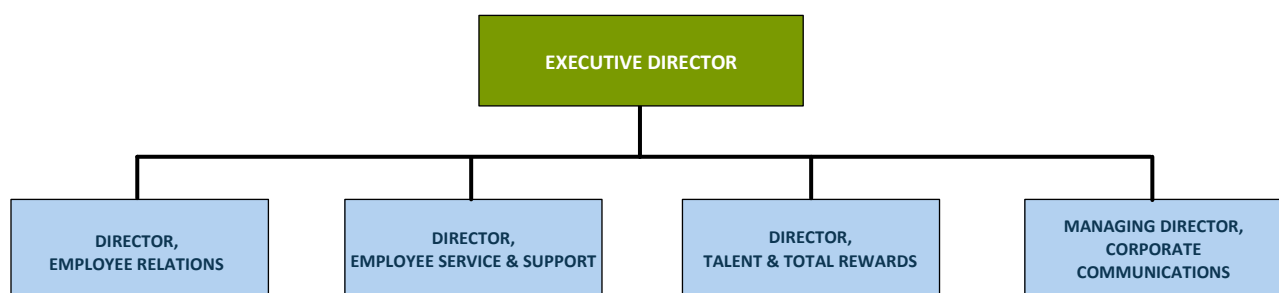 EXECUTIVE DIRECTOR
DIRECTOR,
EMPLOYEE RELATIONS
DIRECTOR,
EMPLOYEE SERVICE & SUPPORT
DIRECTOR,
TALENT & TOTAL REWARDS
MANAGING DIRECTOR,
CORPORATE
COMMUNICATIONS